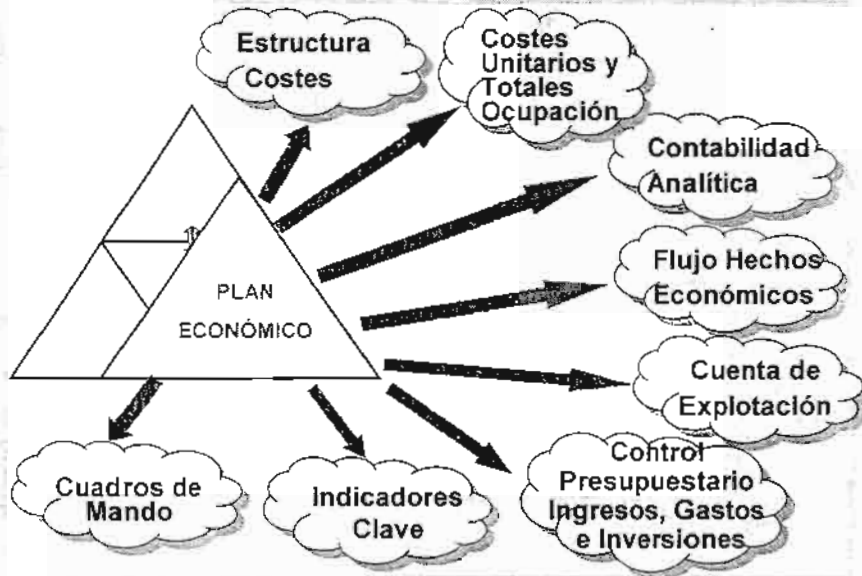 Estructura
Costes
Costes
Unitarios y
Totales
Ocupación
Contabilidad
Analítica
Flujo Hechos
Económicos
PLAN
ECONÓMICO
Cuenta de
Explotación
Control
Presupuestario
Ingresos, Gastos
e Inversiones
Indicadores
Clave
Cuadros de
Mando